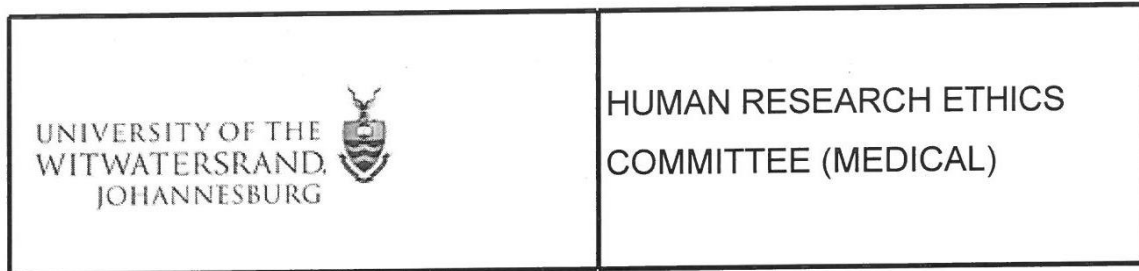 UNIVERSITY OF THE
WITWATERSRAND,
JOHANNESBURG
HUMAN RESEARCH ETHICS
COMMITTEE (MEDICAL)